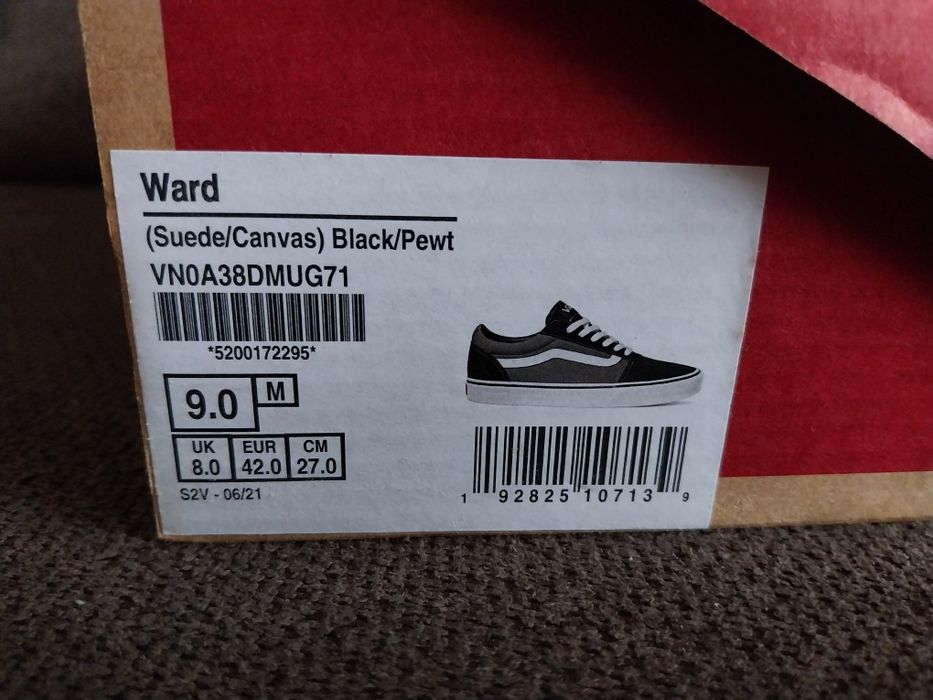 Ward
(Suede/Canvas) Black/Pewt
VN0A38DMUG71
*5200172295*
9.0 M
UK EUR CM
8.0 42.0 27.0
S2V - 06/21
1 92825 10713 9